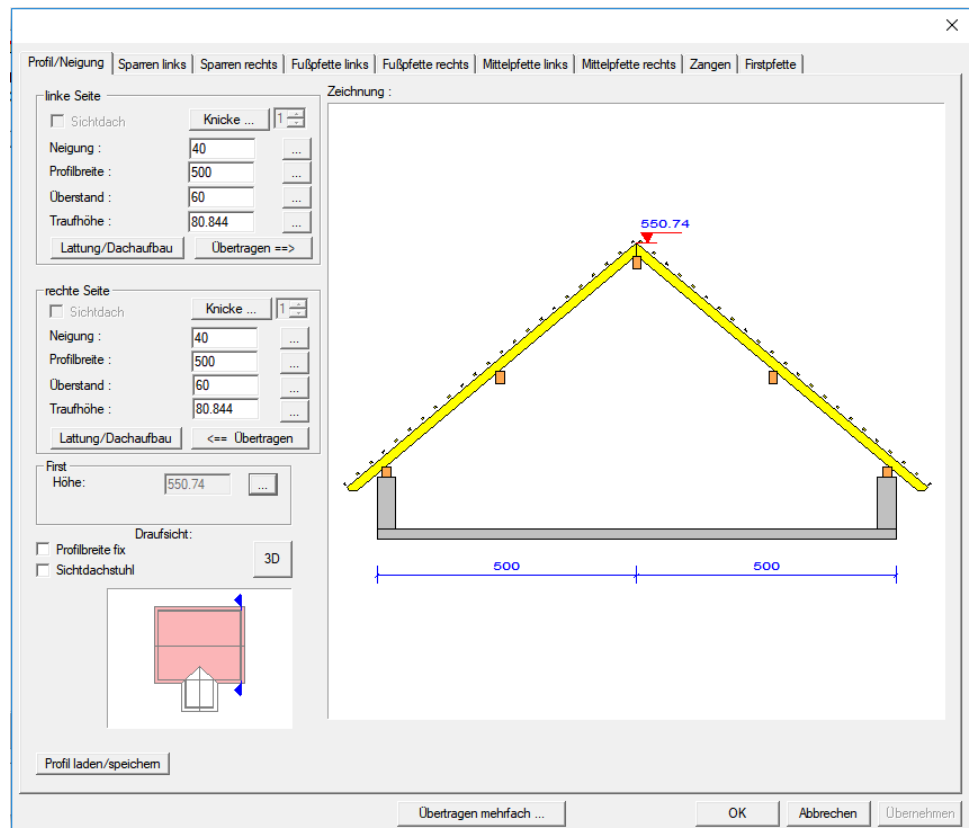 Profil/Neigung Sparren links Sparren rechts Fußpfette links Fußpfette rechts Mittelpfette links Mittelpfette rechts Zangen Firstpfette
linke Seite
Sichtdach Knicke ... 1
Neigung : 40 ...
Profilbreite : 500 ...
Überstand : 60 ...
Traufhöhe : 80.844 ...
Lattung/Dachaufbau Übertragen ==>
rechte Seite
Sichtdach Knicke ... 1
Neigung : 40 ...
Profilbreite : 500 ...
Überstand : 60 ...
Traufhöhe : 80.844 ...
Lattung/Dachaufbau <== Übertragen
First
Höhe: 550.74 ...
Draufsicht:
Profilbreite fix
Sichtdachstuhl
3D
Profil laden/speichern
Zeichnung :
550.74
500 500
Übertragen mehrfach ... OK Abbrechen Übernehmen